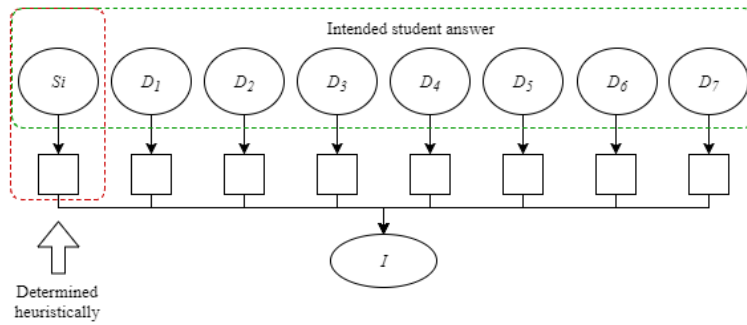 Intended student answer
Si D₁ D₂ D₃ D₄ D₅ D₆ D₇
I
Determined
heuristically